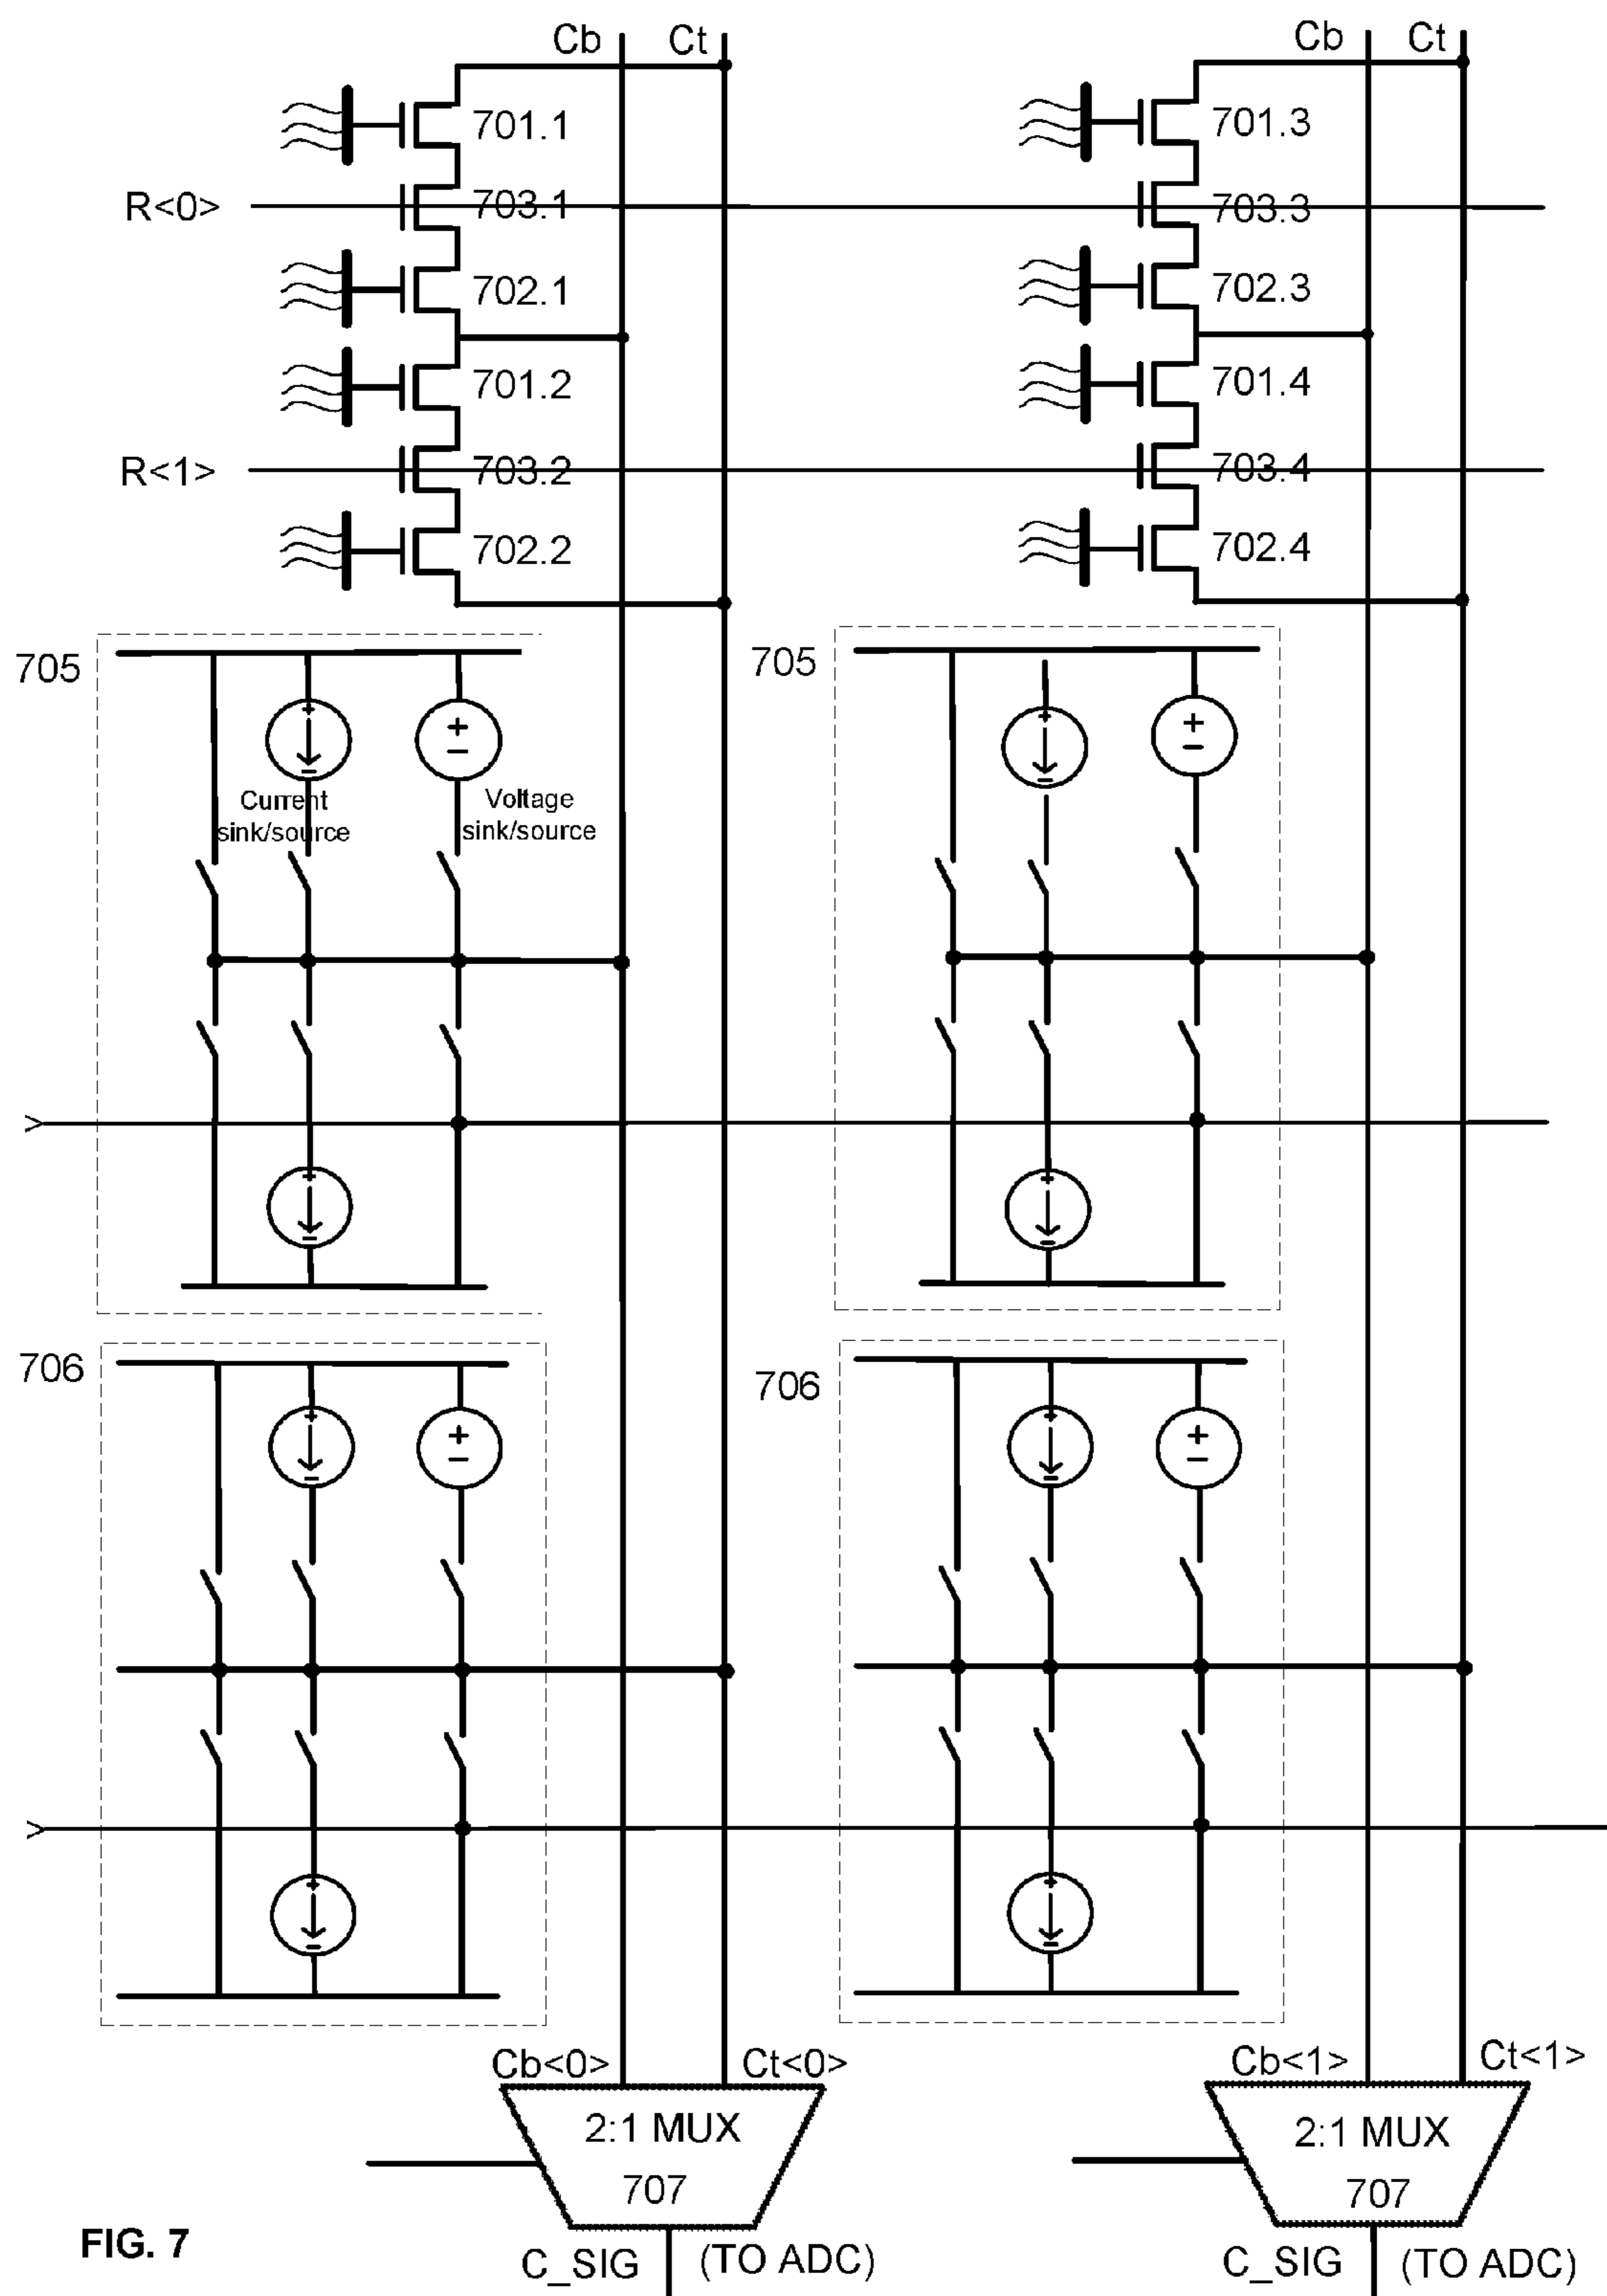 Cb Ct Cb Ct
701.1 701.3
R<0> 703.1 703.3
702.1 702.3
701.2 701.4
R<1> 703.2 703.4
702.2 702.4
705 705
+ + + +
- - - -
Current sink/source
Voltage sink/source
>
+ +
- -
706 706
+ + + +
- - - -
>
+ +
- -
Cb<0> Ct<0> Cb<1> Ct<1>
2:1 MUX 2:1 MUX
707 707
FIG. 7
C_SIG (TO ADC) C_SIG (TO ADC)